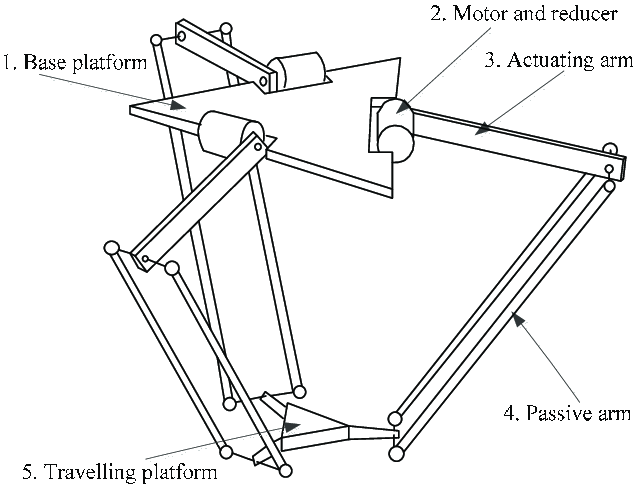 2. Motor and reducer
1. Base platform
3. Actuating arm
4. Passive arm
5. Travelling platform